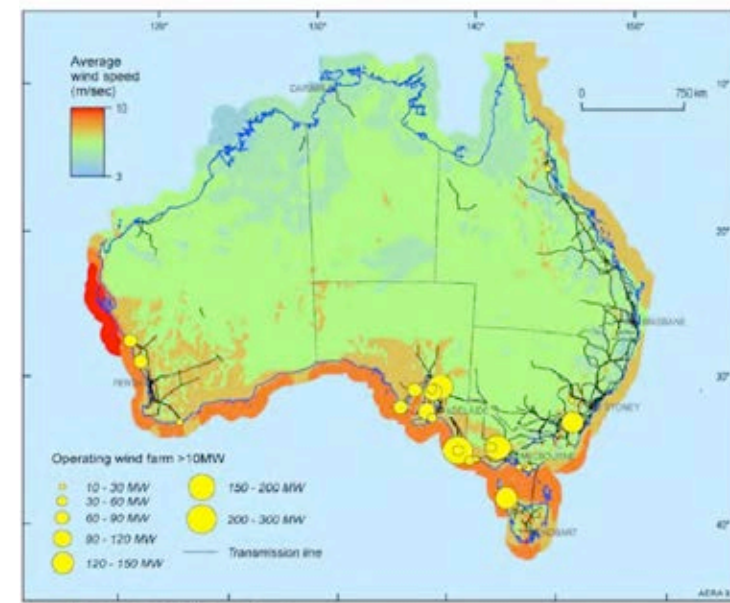 120° 130° 140° 150°
Average
wind speed
(m/sec)
10
3
DARWIN
0 750 km
10°
20°
BRISBANE
30°
PERTH
ADELAIDE
SYDNEY
MELBOURNE
HOBART
40°
Operating wind farm >10MW
10 - 30 MW
30 - 60 MW
60 - 90 MW
90 - 120 MW
120 - 150 MW
150 - 200 MW
200 - 300 MW
Transmission line
AERA